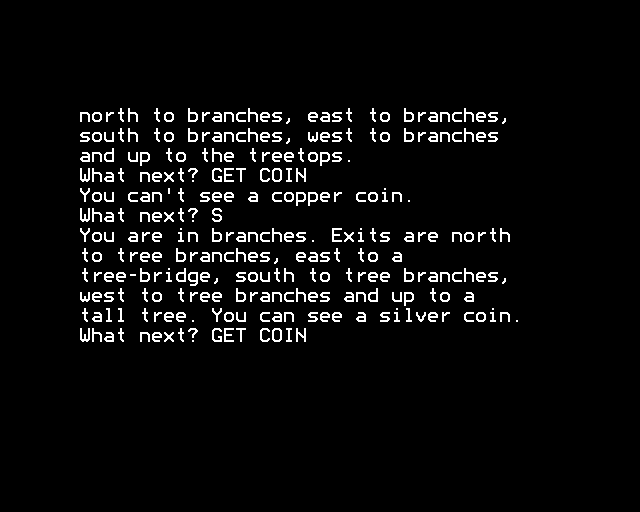 north to branches, east to branches,
south to branches, west to branches
and up to the treetops.
What next? GET COIN
You can't see a copper coin.
What next? S
You are in branches. Exits are north
to tree branches, east to a
tree-bridge, south to tree branches,
west to tree branches and up to a
tall tree. You can see a silver coin.
What next? GET COIN